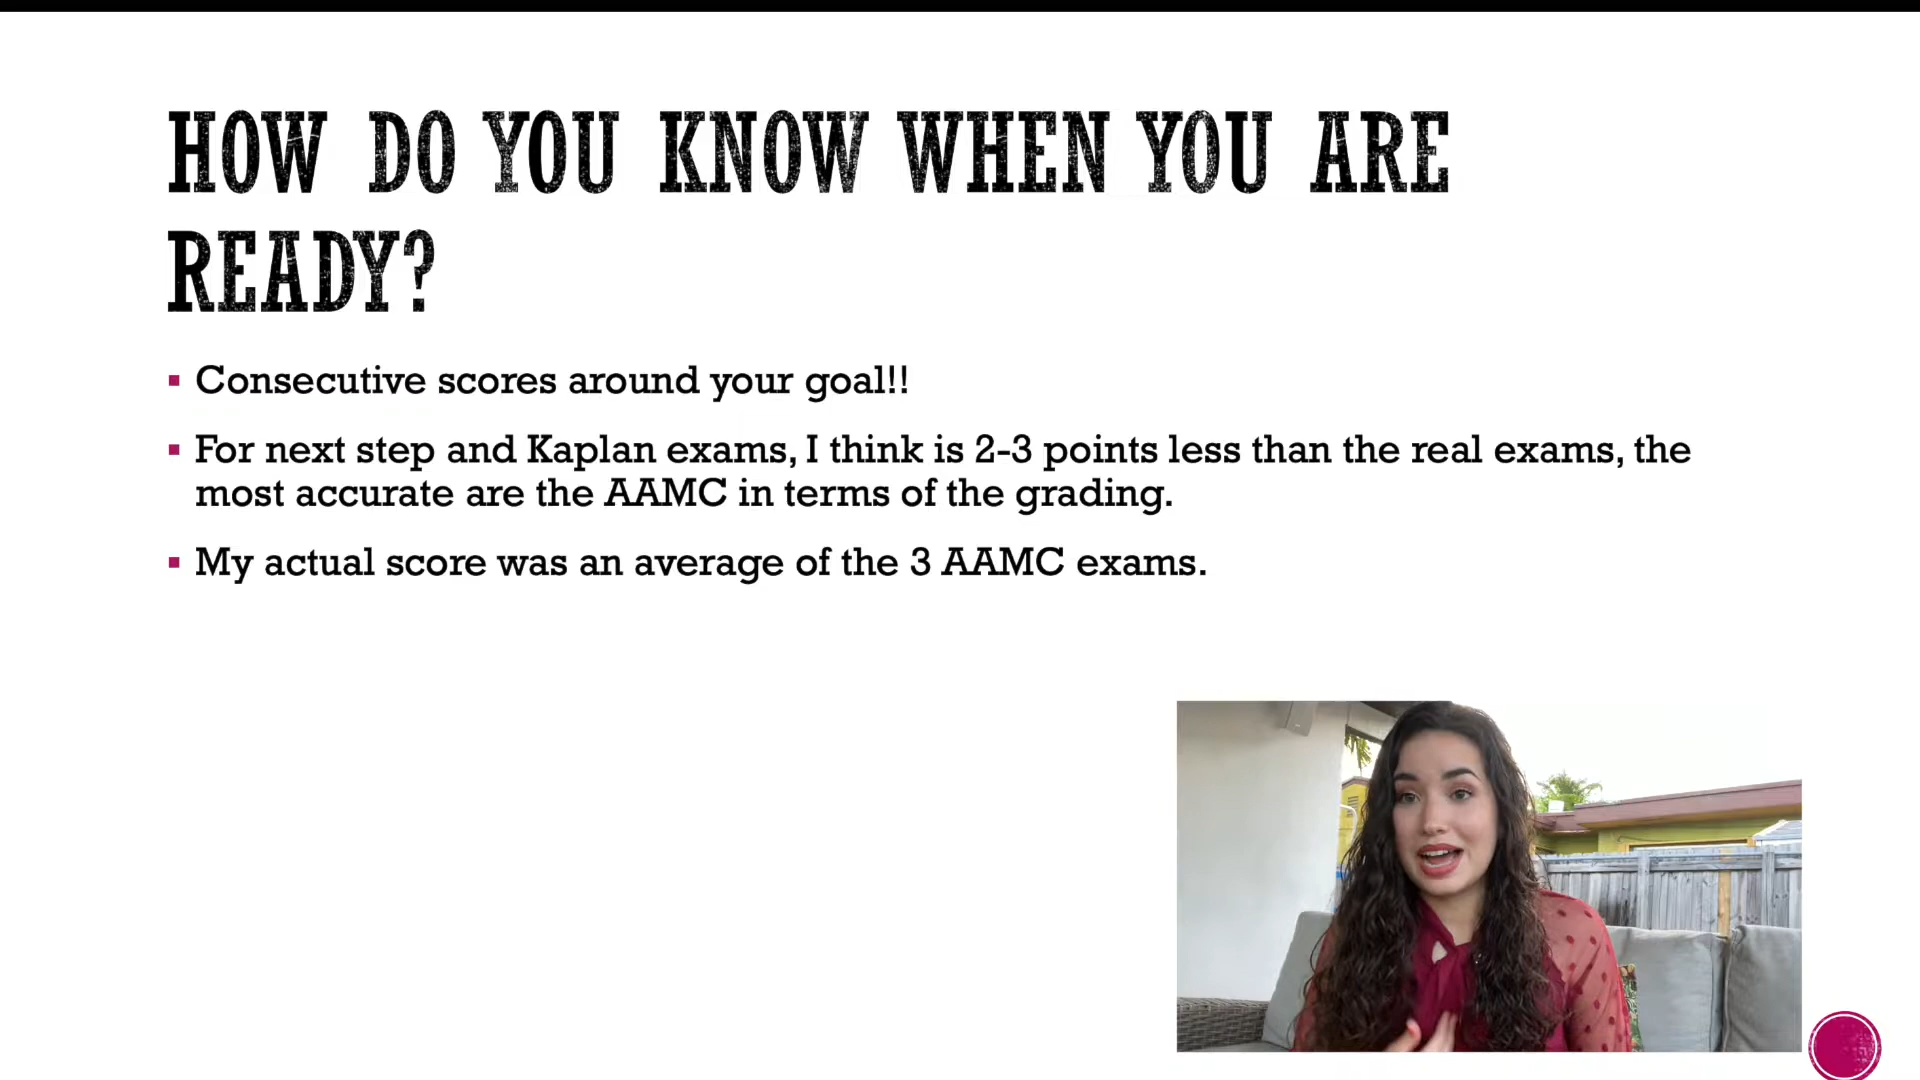 HOW DO YOU KNOW WHEN YOU ARE
READY?
Consecutive scores around your goal!!
For next step and Kaplan exams, I think is 2-3 points less than the real exams, the
most accurate are the AAMC in terms of the grading.
My actual score was an average of the 3 AAMC exams.